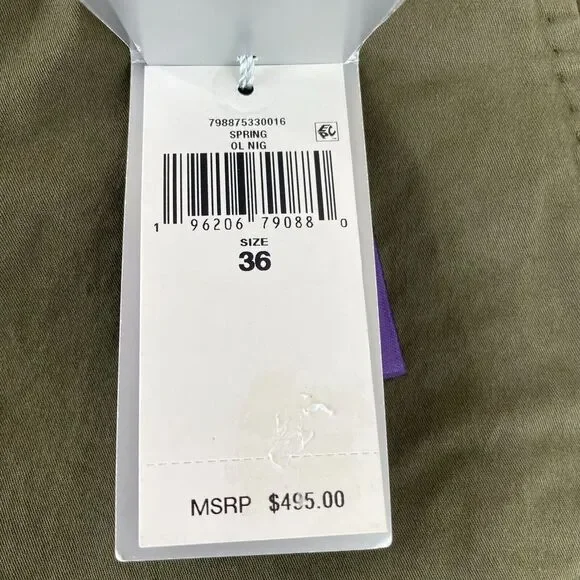 798875330016
SPRING
OL NIG
1 96206 79088 0
SIZE
36
MSRP $495.00